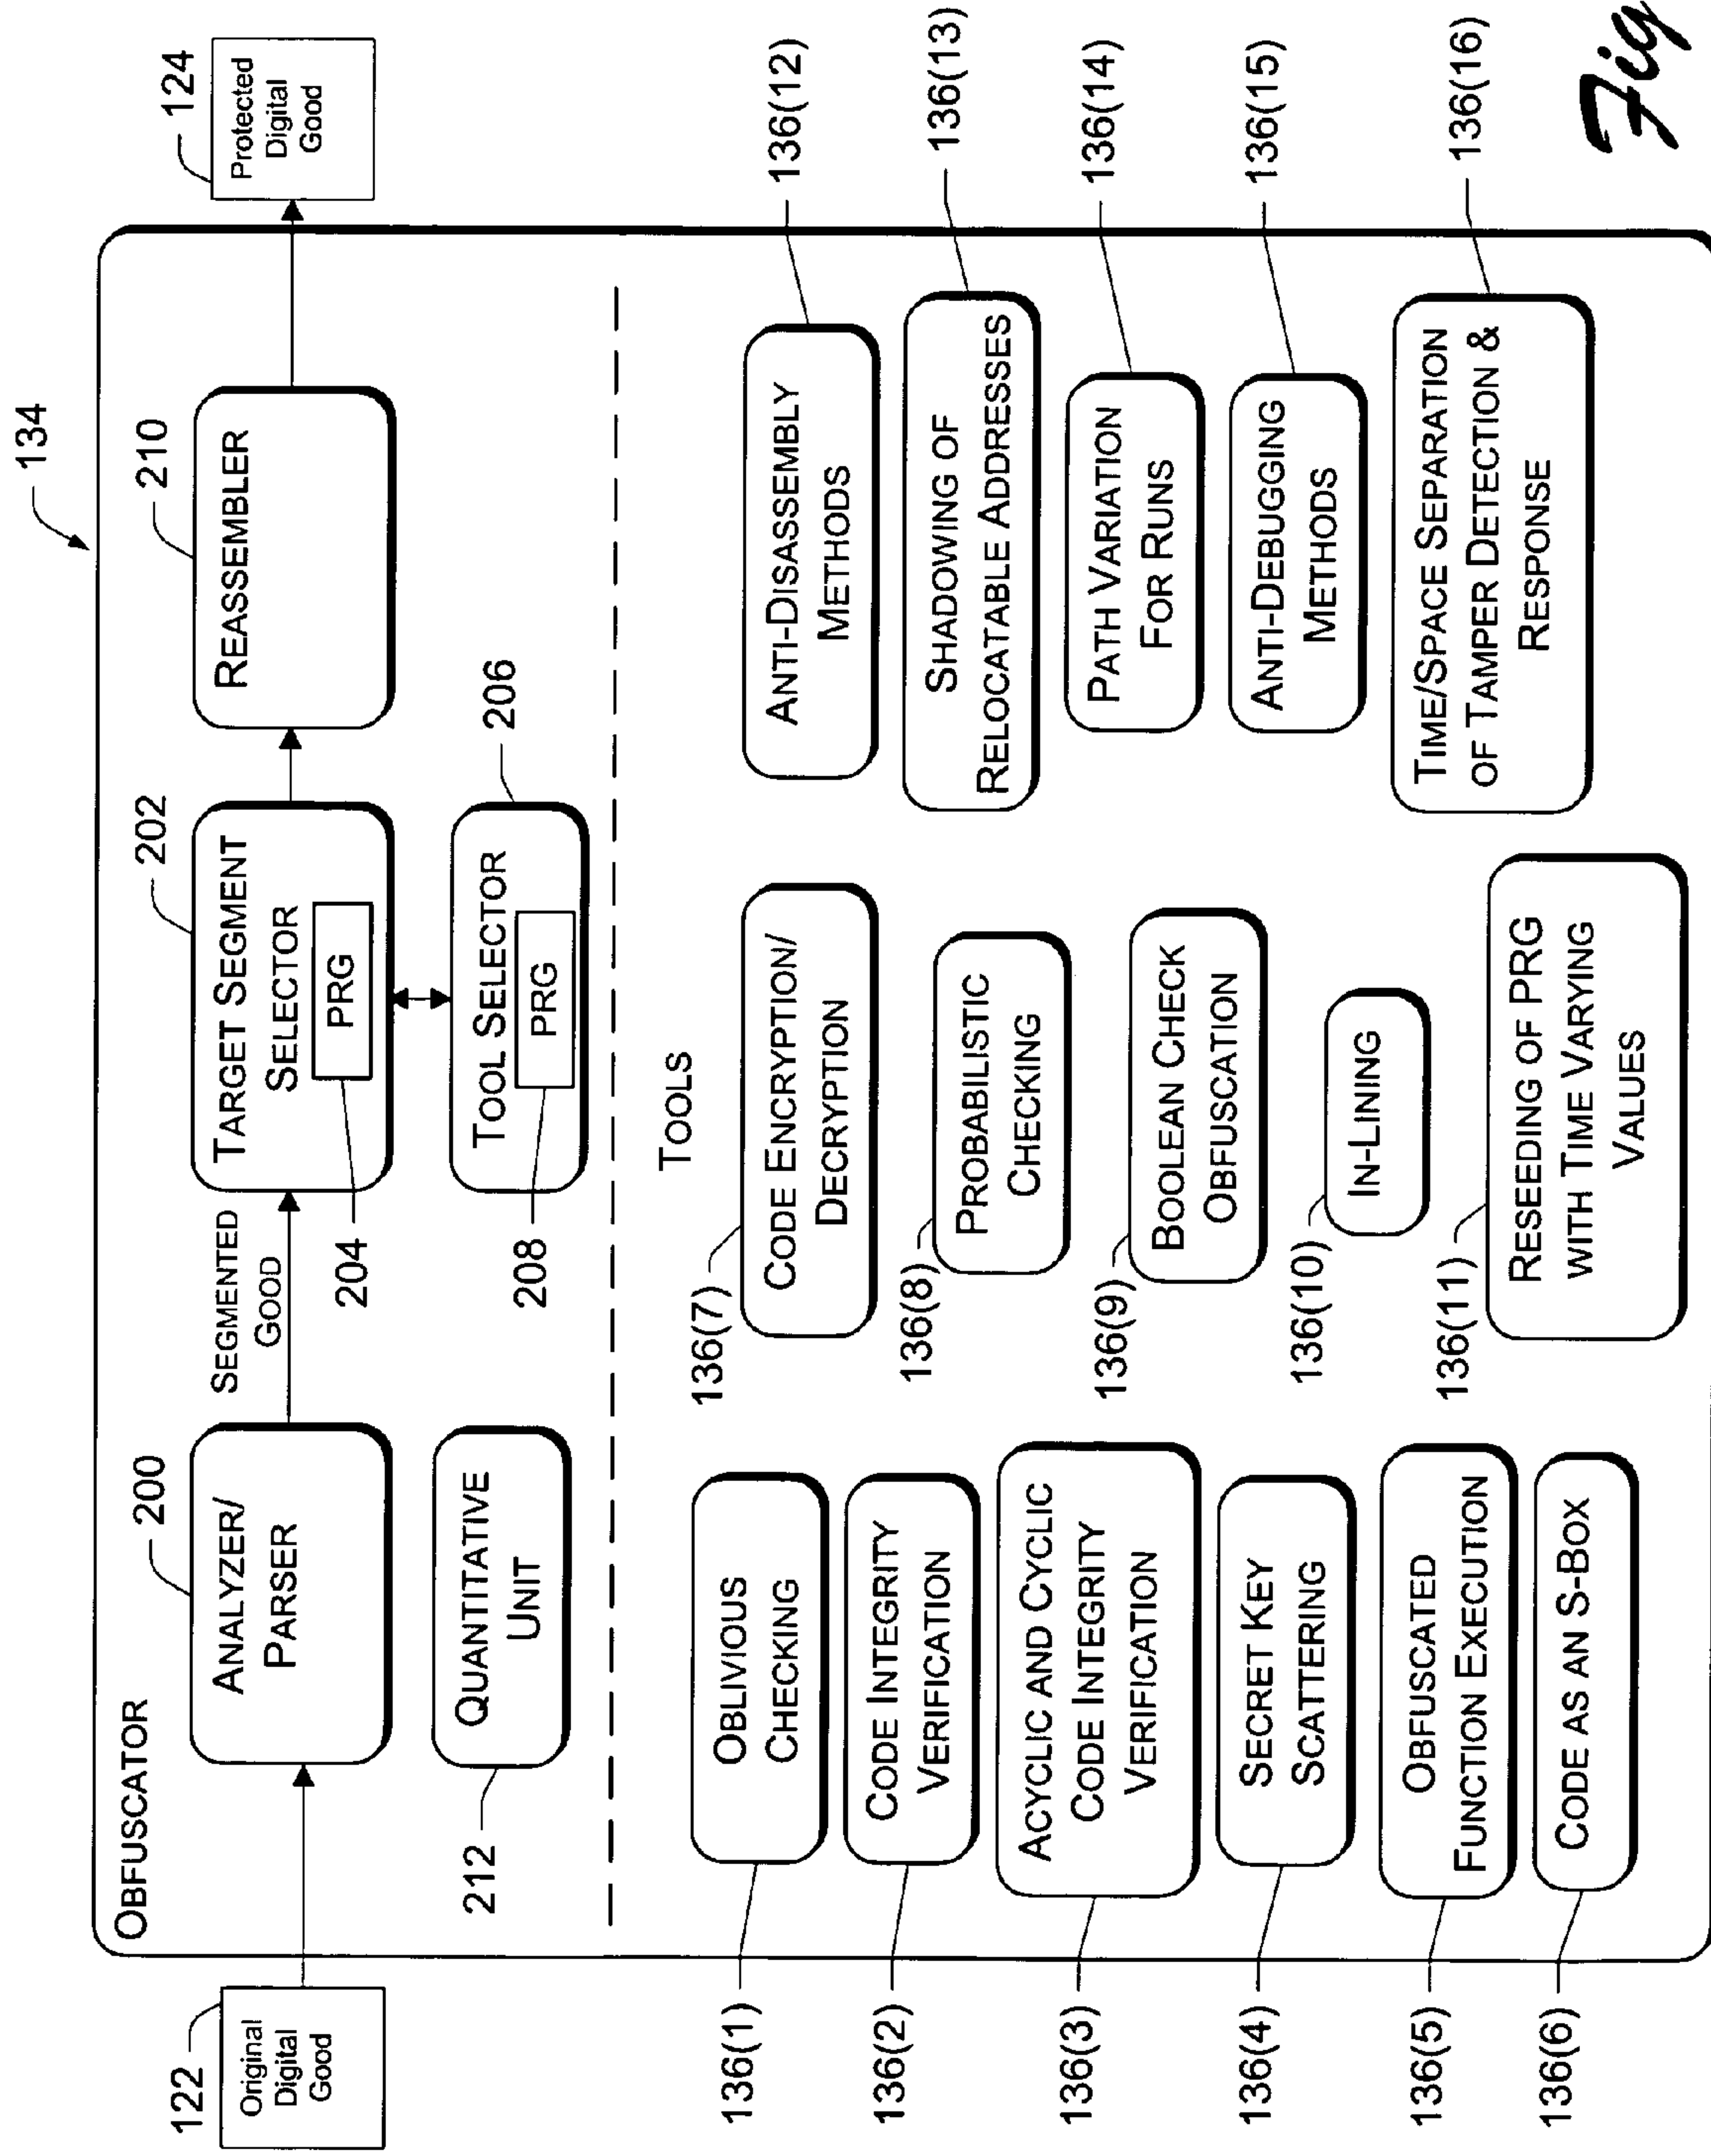 134
OBFUSCATOR
122
Original
Digital
Good
200
ANALYZER/
PARSER
SEGMENTED
GOOD
202
TARGET SEGMENT
SELECTOR
PRG
204
210
REASSEMBLER
124
Protected
Digital
Good
212
QUANTITATIVE
UNIT
206
TOOL SELECTOR
PRG
208
TOOLS
136(1)
OBLIVIOUS
CHECKING
136(2)
CODE INTEGRITY
VERIFICATION
136(3)
ACYCLIC AND CYCLIC
CODE INTEGRITY
VERIFICATION
136(4)
SECRET KEY
SCATTERING
136(5)
OBFUSCATED
FUNCTION EXECUTION
136(6)
CODE AS AN S-BOX
136(7)
CODE ENCRYPTION/
DECRYPTION
136(8)
PROBABILISTIC
CHECKING
136(9)
BOOLEAN CHECK
OBFUSCATION
136(10)
IN-LINING
136(11)
RESEEDING OF PRG
WITH TIME VARYING
VALUES
136(12)
ANTI-DISASSEMBLY
METHODS
136(13)
SHADOWING OF
RELOCATABLE ADDRESSES
136(14)
PATH VARIATION
FOR RUNS
136(15)
ANTI-DEBUGGING
METHODS
136(16)
TIME/SPACE SEPARATION
OF TAMPER DETECTION &
RESPONSE
Fig